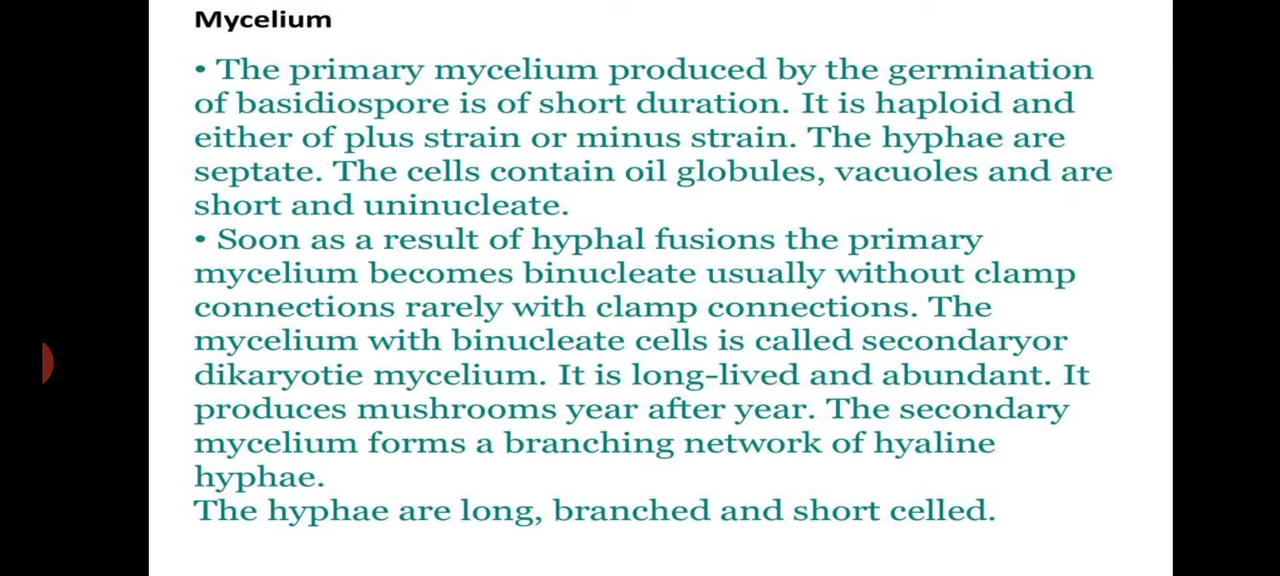 Mycelium
• The primary mycelium produced by the germination
of basidiospore is of short duration. It is haploid and
either of plus strain or minus strain. The hyphae are
septate. The cells contain oil globules, vacuoles and are
short and uninucleate.
• Soon as a result of hyphal fusions the primary
mycelium becomes binucleate usually without clamp
connections rarely with clamp connections. The
mycelium with binucleate cells is called secondaryor
dikaryotie mycelium. It is long-lived and abundant. It
produces mushrooms year after year. The secondary
mycelium forms a branching network of hyaline
hyphae.
The hyphae are long, branched and short celled.